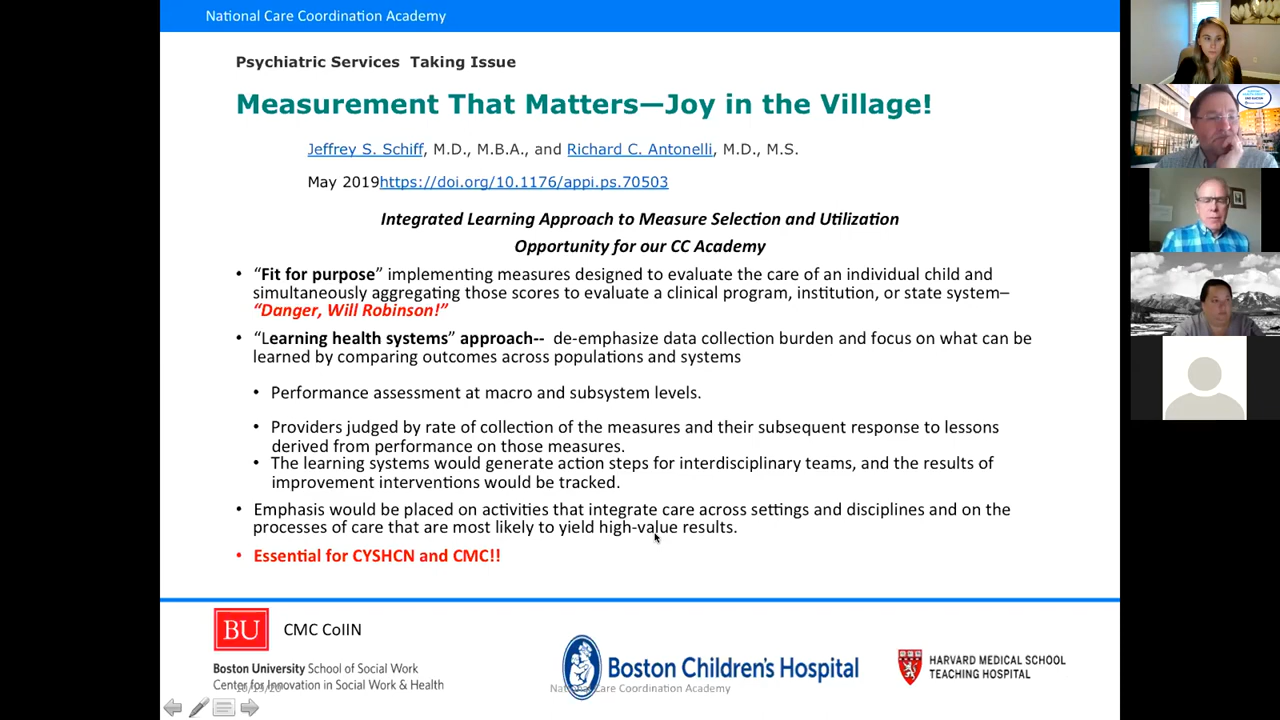 National Care Coordination Academy
Psychiatric Services Taking Issue
Measurement That Matters—Joy in the Village!
Jeffrey S. Schiff, M.D., M.B.A., and Richard C. Antonelli, M.D., M.S.
May 2019https://doi.org/10.1176/appi.ps.70503
Integrated Learning Approach to Measure Selection and Utilization
Opportunity for our CC Academy
• “Fit for purpose” implementing measures designed to evaluate the care of an individual child and
simultaneously aggregating those scores to evaluate a clinical program, institution, or state system–
“Danger, Will Robinson!”
• “Learning health systems” approach-- de-emphasize data collection burden and focus on what can be
learned by comparing outcomes across populations and systems
• Performance assessment at macro and subsystem levels.
• Providers judged by rate of collection of the measures and their subsequent response to lessons
derived from performance on those measures.
• The learning systems would generate action steps for interdisciplinary teams, and the results of
improvement interventions would be tracked.
• Emphasis would be placed on activities that integrate care across settings and disciplines and on the
processes of care that are most likely to yield high-value results.
• Essential for CYSHCN and CMC!!
BU
CMC CoIIN
Boston University School of Social Work
Center for Innovation in Social Work & Health
Boston Children's Hospital
HARVARD MEDICAL SCHOOL
TEACHING HOSPITAL
National Care Coordination Academy